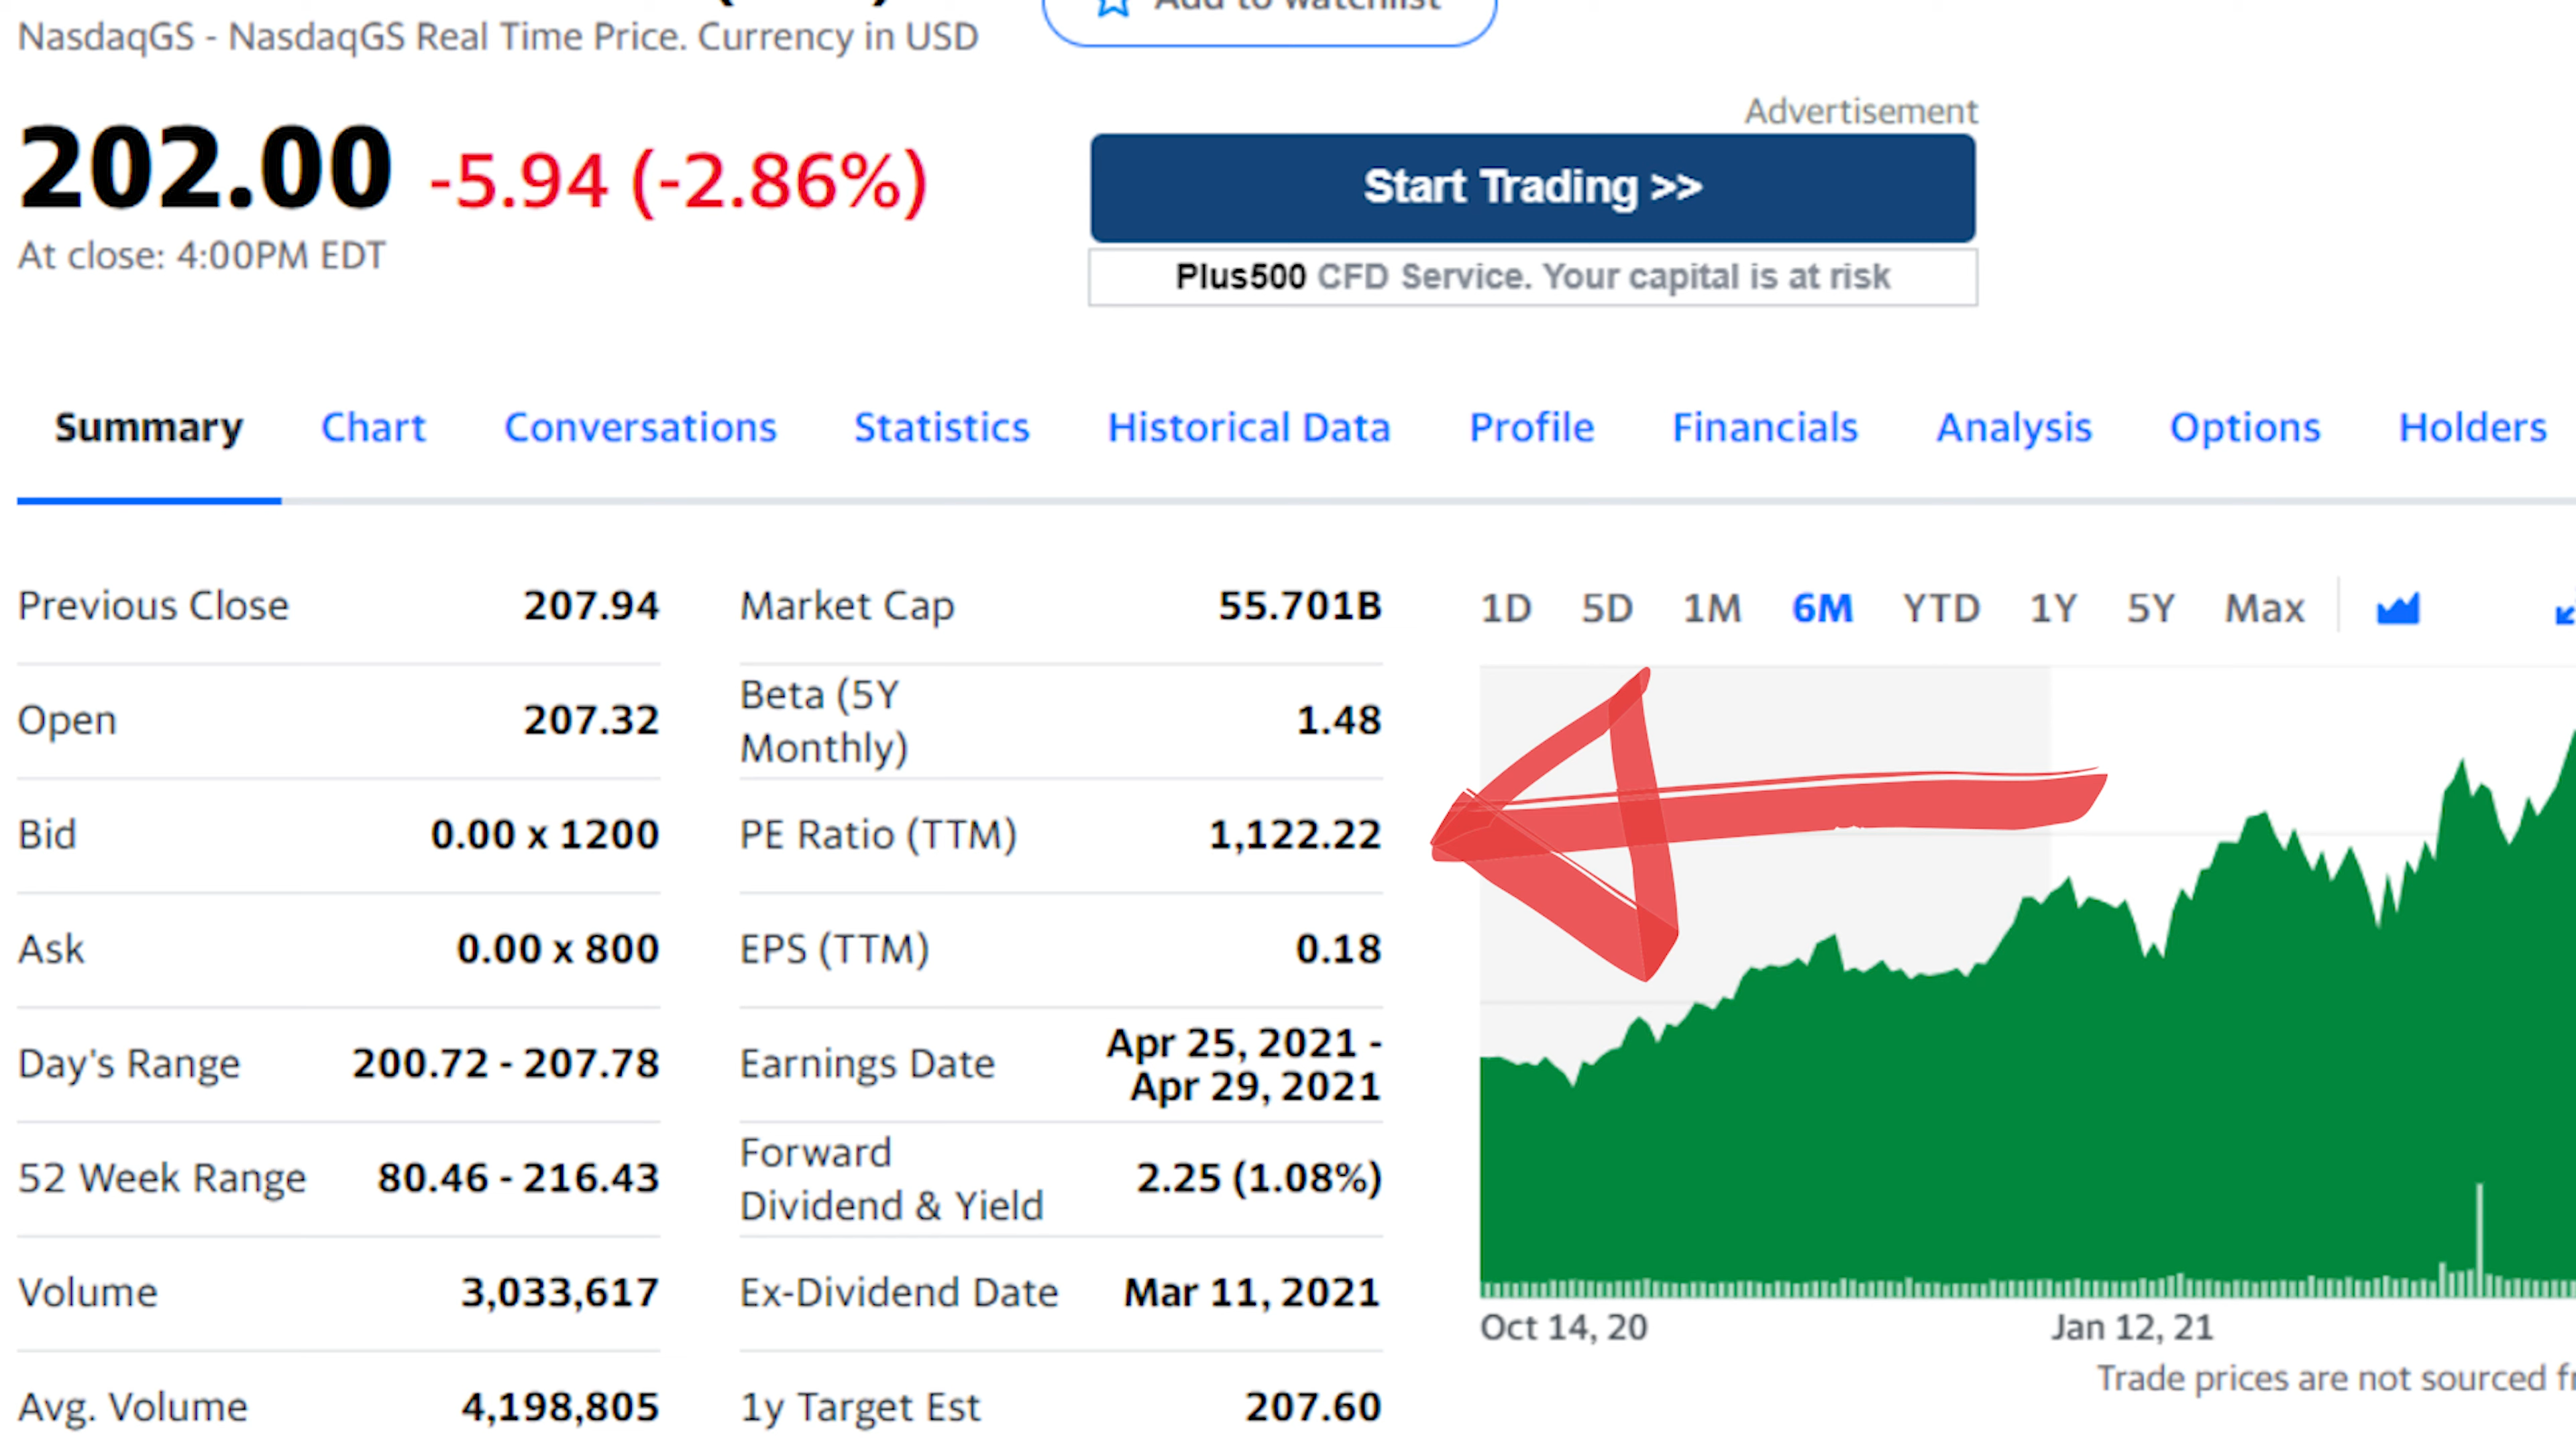 Add to watchlist
NasdaqGS - NasdaqGS Real Time Price. Currency in USD
Advertisement
202.00 -5.94 (-2.86%)
Start Trading >>
At close: 4:00PM EDT
Plus500 CFD Service. Your capital is at risk
Summary Chart Conversations Statistics Historical Data Profile Financials Analysis Options Holders
Previous Close 207.94
Open 207.32
Bid 0.00 x 1200
Ask 0.00 x 800
Day's Range 200.72 - 207.78
52 Week Range 80.46 - 216.43
Volume 3,033,617
Avg. Volume 4,198,805
Market Cap 55.701B
Beta (5Y
Monthly) 1.48
PE Ratio (TTM) 1,122.22
EPS (TTM) 0.18
Earnings Date Apr 25, 2021 -
Apr 29, 2021
Forward
Dividend & Yield 2.25 (1.08%)
Ex-Dividend Date Mar 11, 2021
1y Target Est 207.60
1D 5D 1M 6M YTD 1Y 5Y Max
Oct 14, 20 Jan 12, 21
Trade prices are not sourced